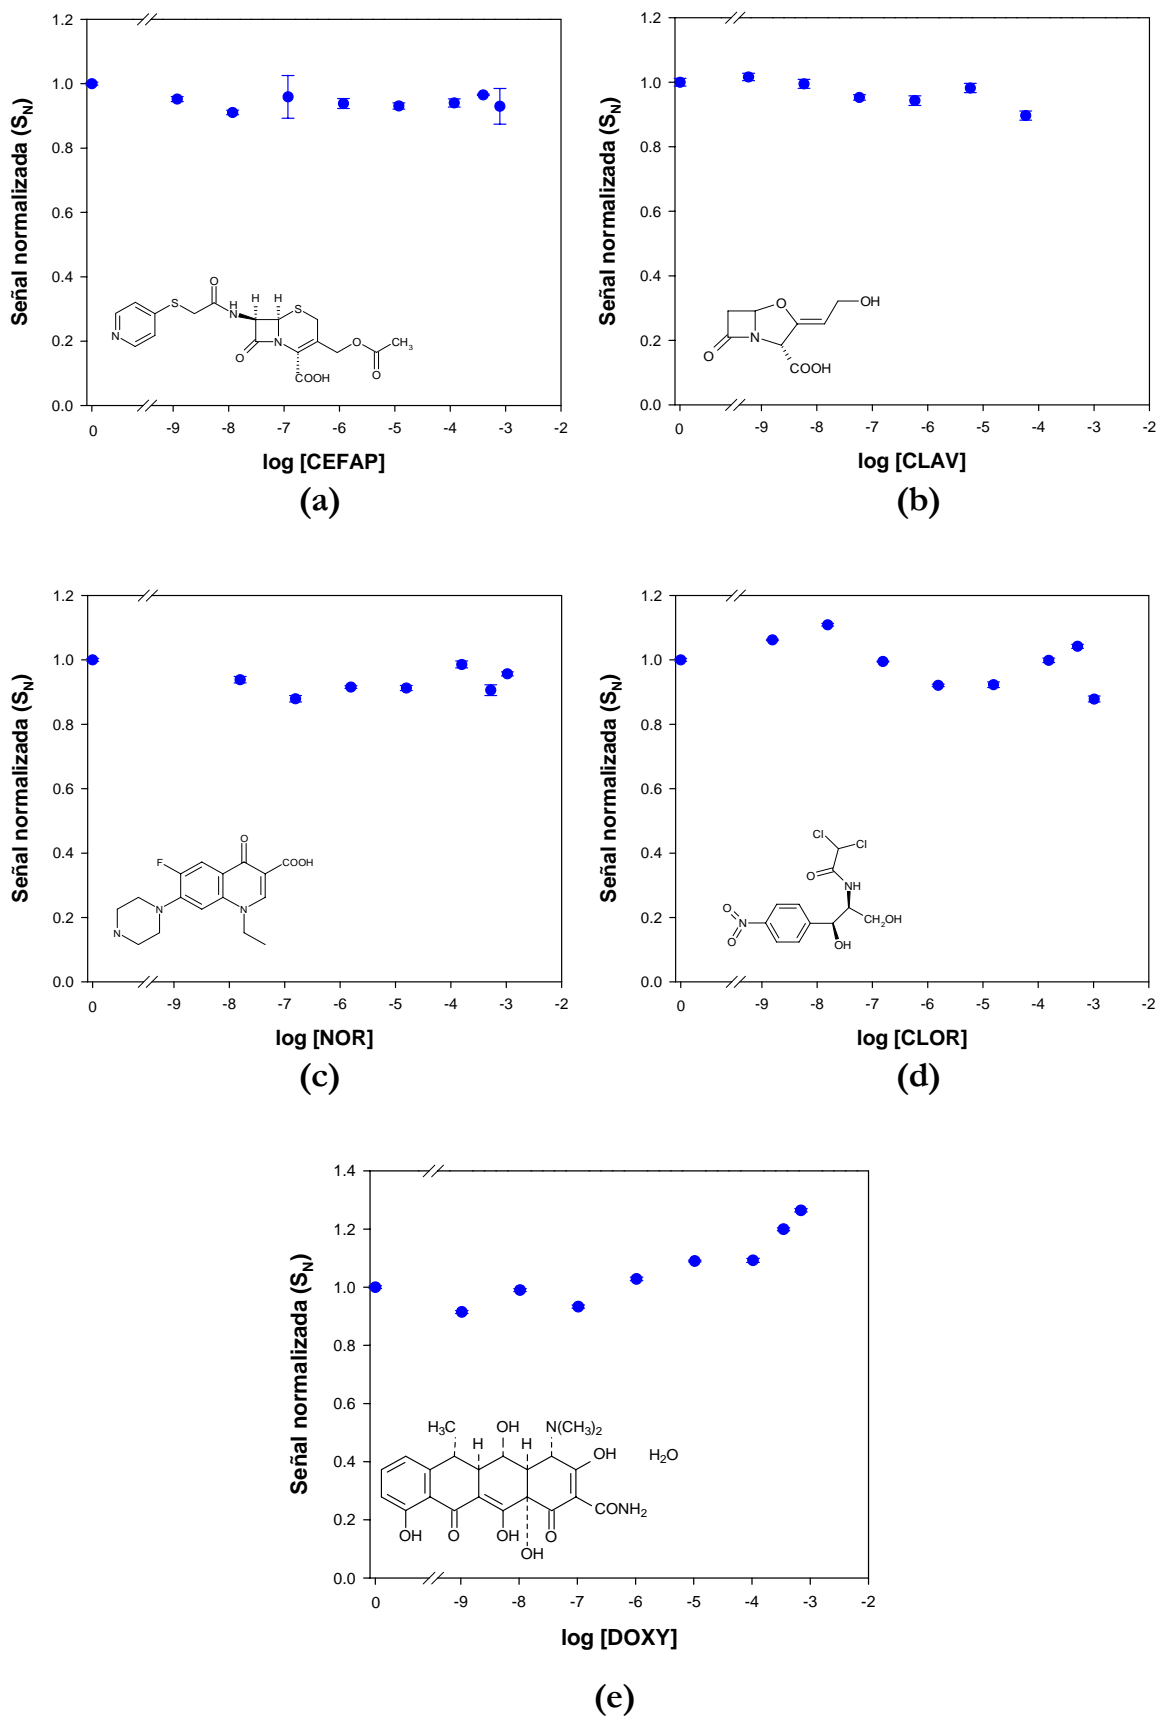 1.2
1.0
0.8
0.6
0.4
0.2
0.0
Señal normalizada (S_N)
N
S
O
N
H
H
H
S
O
N
O
CH3
O
COOH
0 -9 -8 -7 -6 -5 -4 -3 -2
log [CEFAP]
(a)
1.2
1.0
0.8
0.6
0.4
0.2
0.0
Señal normalizada (S_N)
O
OH
N
O
COOH
0 -9 -8 -7 -6 -5 -4 -3 -2
log [CLAV]
(b)
1.2
1.0
0.8
0.6
0.4
0.2
0.0
Señal normalizada (S_N)
O
F
COOH
N
N
N
0 -9 -8 -7 -6 -5 -4 -3 -2
log [NOR]
(c)
1.2
1.0
0.8
0.6
0.4
0.2
0.0
Señal normalizada (S_N)
Cl
Cl
O
NH
O
N
O
CH2OH
OH
0 -9 -8 -7 -6 -5 -4 -3 -2
log [CLOR]
(d)
1.4
1.2
1.0
0.8
0.6
0.4
0.2
0.0
Señal normalizada (S_N)
H3C OH N(CH3)2
H H
OH H2O
CONH2
OH O OH O
OH
0 -9 -8 -7 -6 -5 -4 -3 -2
log [DOXY]
(e)